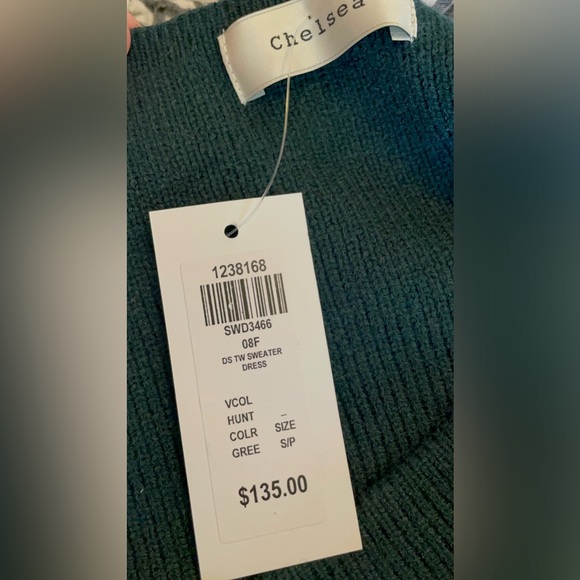 Chelsea
1238168
SWD3466
08F
DS TW SWEATER
DRESS
VCOL
HUNT –
COLR SIZE
GREE S/P
$135.00